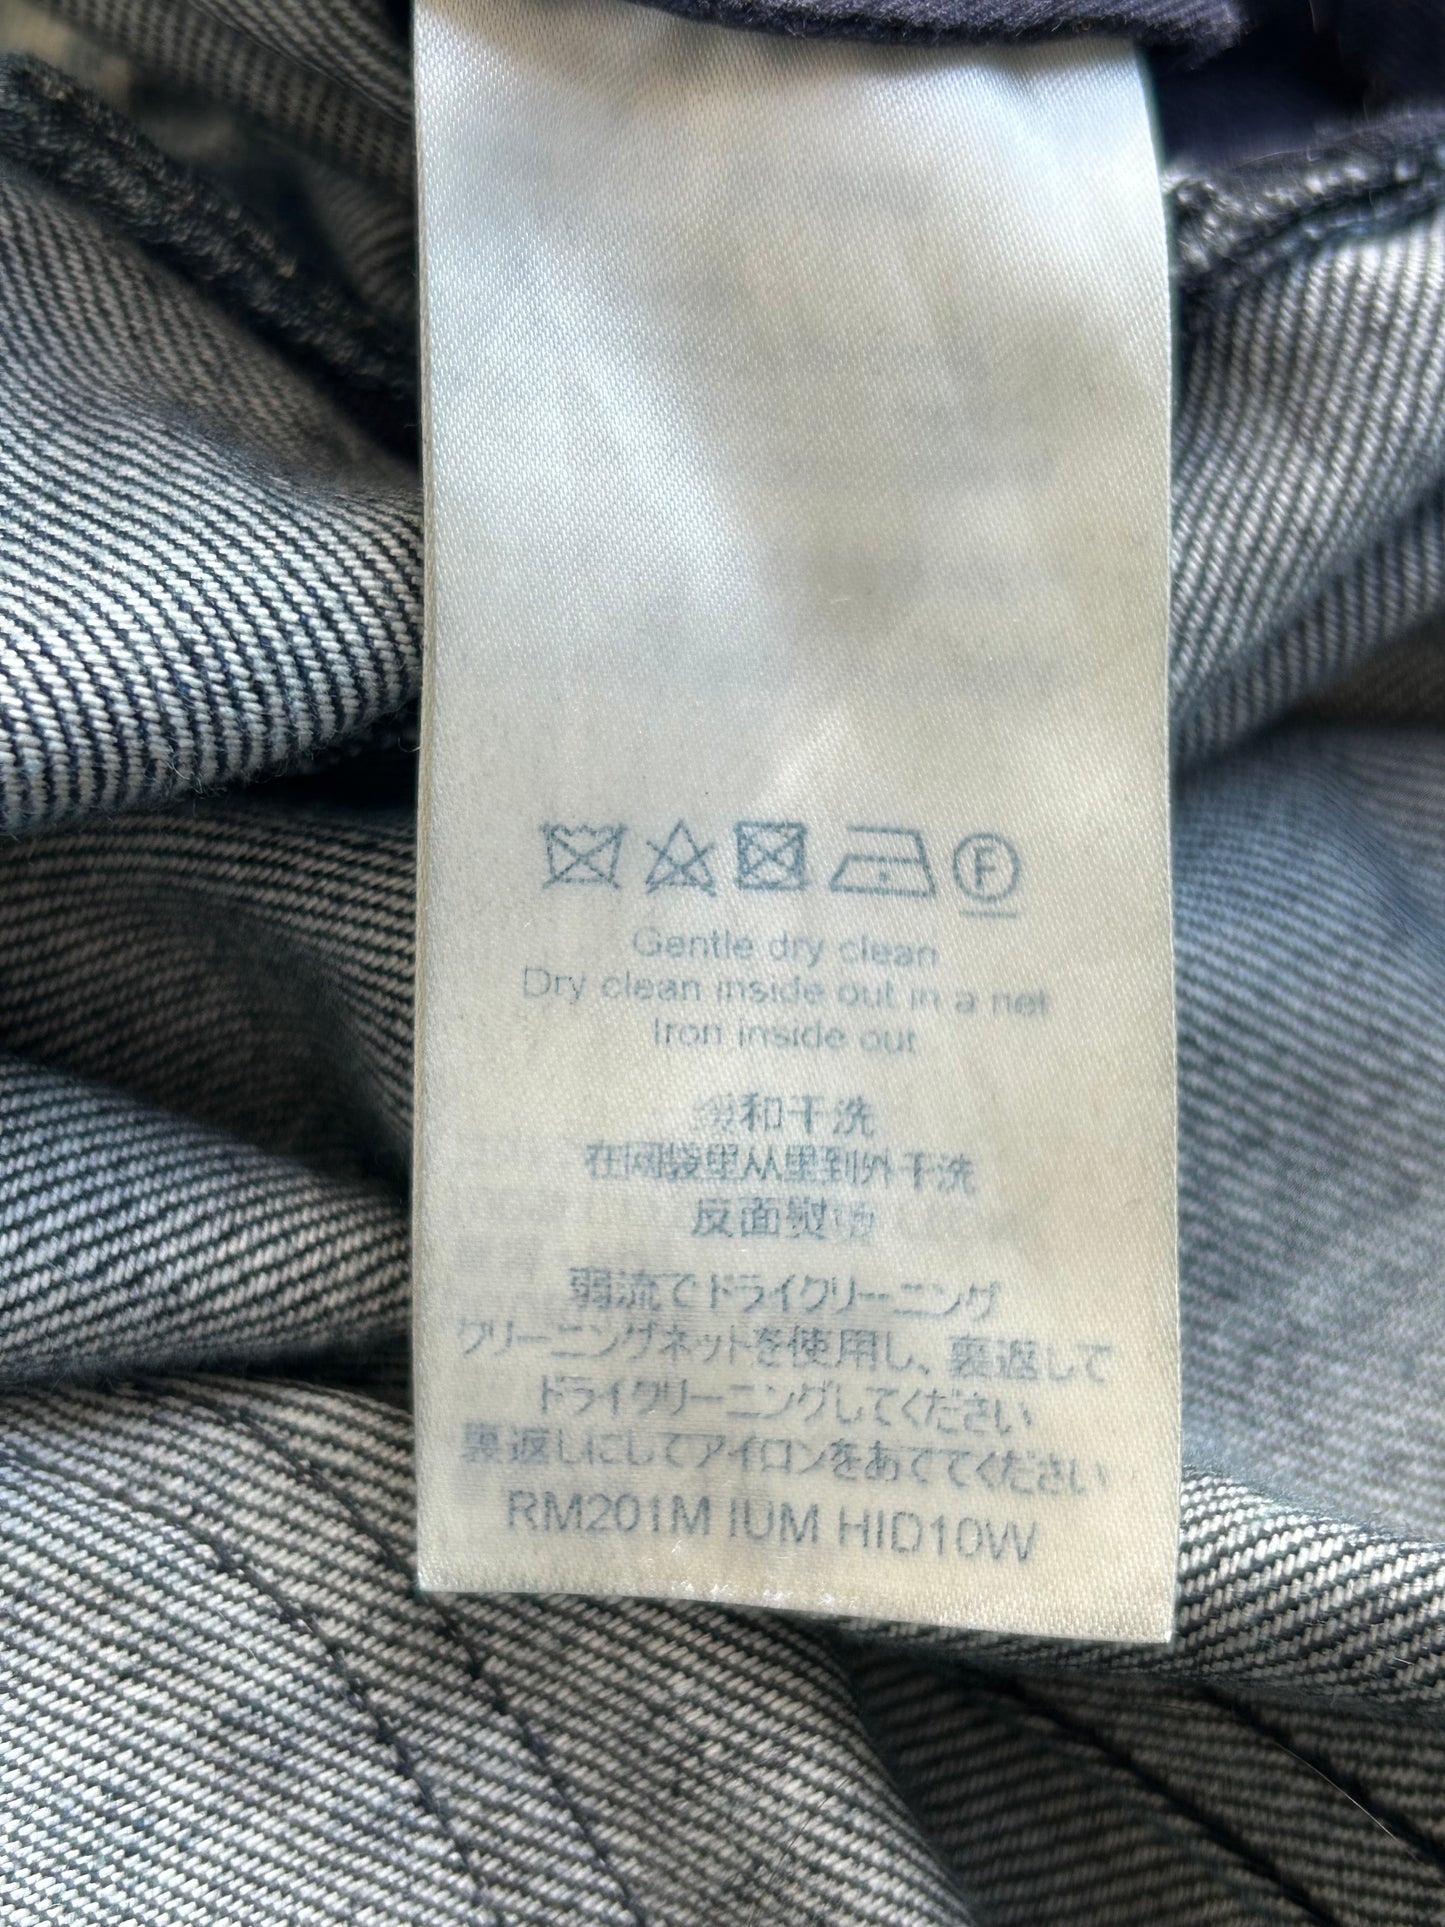 F
Gentle dry clean
Dry clean inside out in a net
Iron inside out
缓和干洗
在网袋里从里到外干洗
反面熨烫
弱流でドライクリーニング
クリーニングネットを使用し、裏返して
ドライクリーニングしてください
裏返しにしてアイロンをあててください
RM201M IUM HID10W